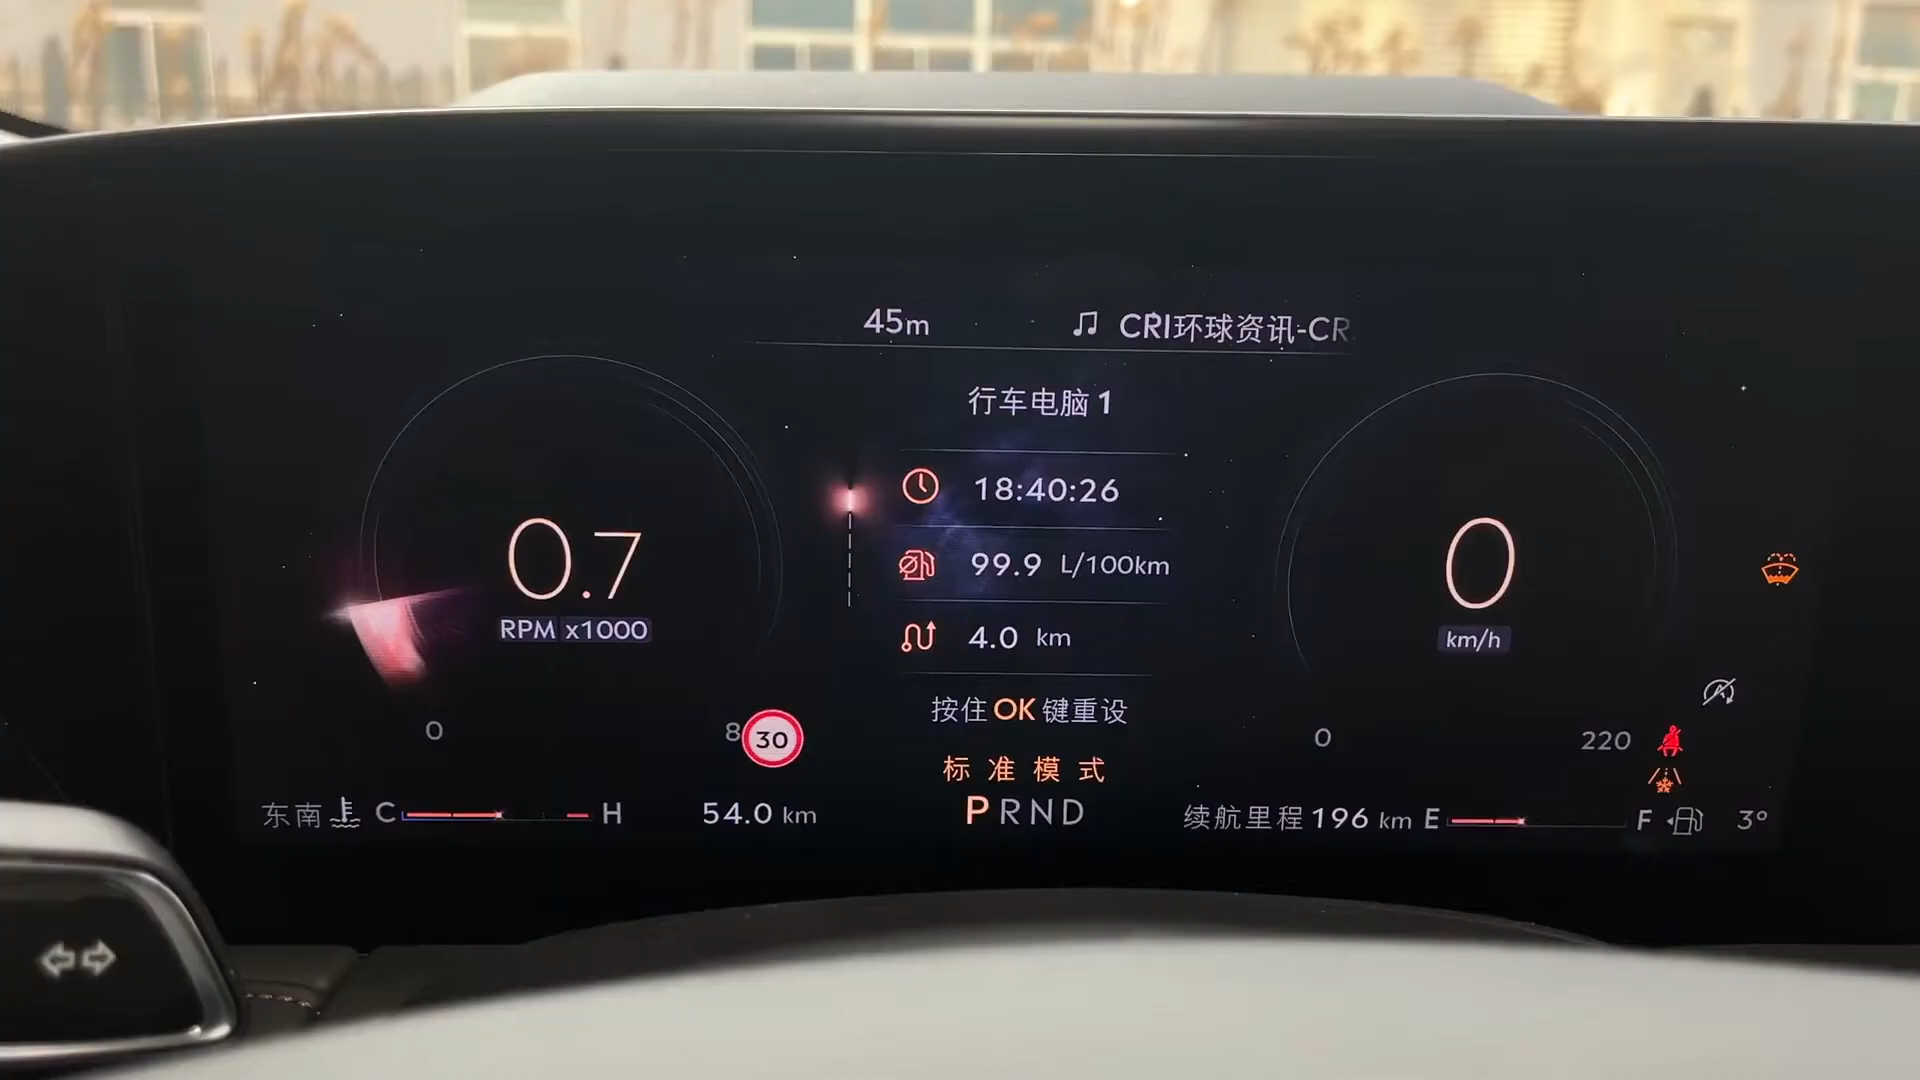 45m
CRI环球资讯-CR
行车电脑 1
18:40:26
99.9 L/100km
4.0 km
按住OK键重设
0.7
RPM x1000
0 8
30
0
km/h
0 220
标准模式
PRND
东南 C H
54.0 km
续航里程 196 km E F
3°